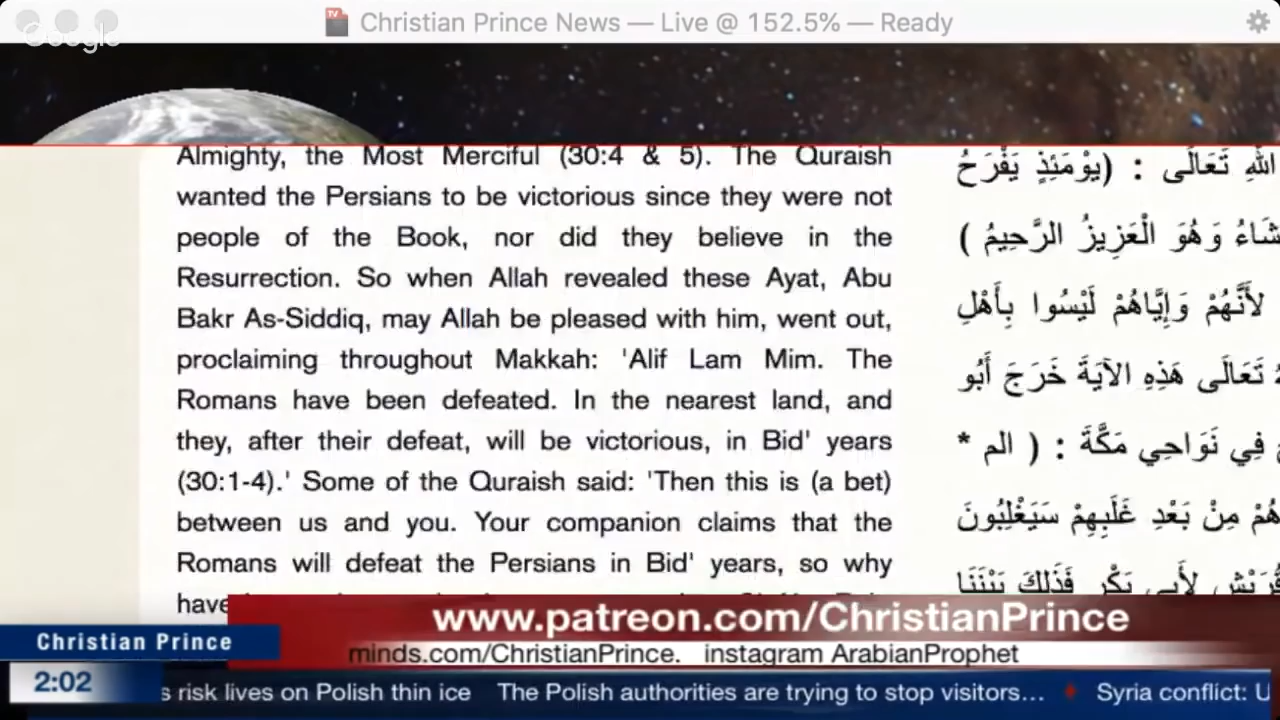 Christian Prince News — Live @ 152.5% — Ready
Google
Almighty, the Most Merciful (30:4 & 5). The Quraish
wanted the Persians to be victorious since they were not
people of the Book, nor did they believe in the
Resurrection. So when Allah revealed these Ayat, Abu
Bakr As-Siddiq, may Allah be pleased with him, went out,
proclaiming throughout Makkah: 'Alif Lam Mim. The
Romans have been defeated. In the nearest land, and
they, after their defeat, will be victorious, in Bid' years
(30:1-4).' Some of the Quraish said: 'Then this is (a bet)
between us and you. Your companion claims that the
Romans will defeat the Persians in Bid' years, so why
have
اللهِ تَعَالَى : (يوْمَئِذٍ يَفْرَحُ
شَاءُ وَهُوَ الْعَزِيزُ الرَّحِيمُ )
لأَنَّهُمْ وَإِيَّاهُمْ لَيْسُوا بِأَهْلِ
تَعَالَى هَذِهِ الآيَةَ خَرَجَ أَبُو
فِي نَوَاحِي مَكَّةَ : ( الم *
هُمْ مِنْ بَعْدِ غَلَبِهِمْ سَيَغْلِبُونَ
قُرَيْشٍ لأَبِي بَكْرٍ فَذَلِكَ بَيْنَنَا
www.patreon.com/ChristianPrince
Christian Prince
minds.com/ChristianPrince. instagram ArabianProphet
2:02
s risk lives on Polish thin ice The Polish authorities are trying to stop visitors... Syria conflict: U